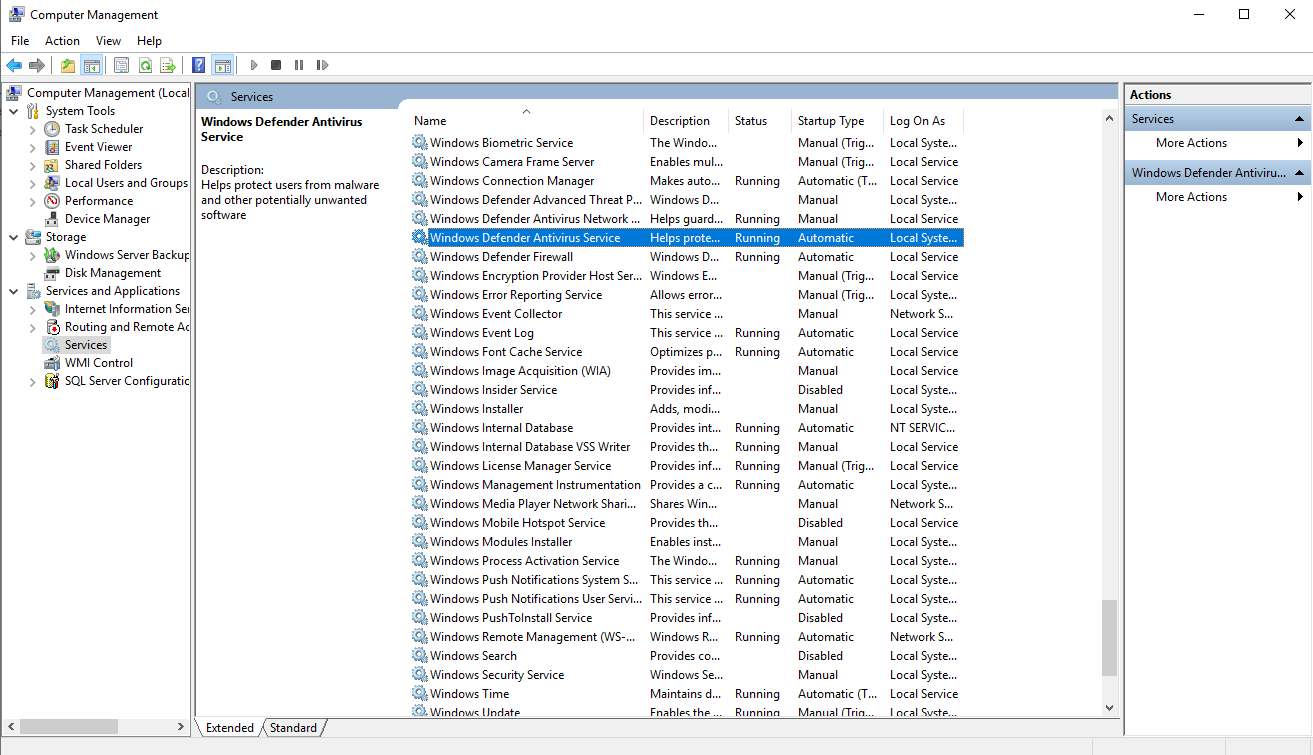 Computer Management
File Action View Help
Computer Management (Local
System Tools
Task Scheduler
Event Viewer
Shared Folders
Local Users and Groups
Performance
Device Manager
Storage
Windows Server Backup
Disk Management
Services and Applications
Internet Information Ser
Routing and Remote Ac
Services
WMI Control
SQL Server Configuratic
Services
Windows Defender Antivirus
Service
Description:
Helps protect users from malware
and other potentially unwanted
software
Name Description Status Startup Type Log On As
Windows Biometric Service The Windo... Manual (Trig... Local Syste...
Windows Camera Frame Server Enables mul... Manual (Trig... Local Service
Windows Connection Manager Makes auto... Running Automatic (T... Local Service
Windows Defender Advanced Threat P... Windows D... Manual Local Syste...
Windows Defender Antivirus Network ... Helps guard... Running Manual Local Service
Windows Defender Antivirus Service Helps prote... Running Automatic Local Syste...
Windows Defender Firewall Windows D... Running Automatic Local Service
Windows Encryption Provider Host Ser... Windows E... Manual (Trig... Local Service
Windows Error Reporting Service Allows error... Manual (Trig... Local Syste...
Windows Event Collector This service ... Manual Network S...
Windows Event Log This service ... Running Automatic Local Service
Windows Font Cache Service Optimizes p... Running Automatic Local Service
Windows Image Acquisition (WIA) Provides im... Manual Local Service
Windows Insider Service Provides inf... Disabled Local Syste...
Windows Installer Adds, modi... Manual Local Syste...
Windows Internal Database Provides int... Running Automatic NT SERVIC...
Windows Internal Database VSS Writer Provides th... Running Manual Local Service
Windows License Manager Service Provides inf... Running Manual (Trig... Local Service
Windows Management Instrumentation Provides a c... Running Automatic Local Syste...
Windows Media Player Network Shari... Shares Win... Manual Network S...
Windows Mobile Hotspot Service Provides th... Disabled Local Service
Windows Modules Installer Enables inst... Manual Local Syste...
Windows Process Activation Service The Windo... Running Manual Local Syste...
Windows Push Notifications System S... This service ... Running Automatic Local Syste...
Windows Push Notifications User Servi... This service ... Running Automatic Local Syste...
Windows PushToInstall Service Provides inf... Disabled Local Syste...
Windows Remote Management (WS-... Windows R... Running Automatic Network S...
Windows Search Provides co... Disabled Local Syste...
Windows Security Service Windows Se... Manual Local Syste...
Windows Time Maintains d... Running Automatic (T... Local Service
Windows Update Enables the ... Running Manual (Trig... Local Syste...
Extended Standard
Actions
Services
More Actions
Windows Defender Antiviru...
More Actions